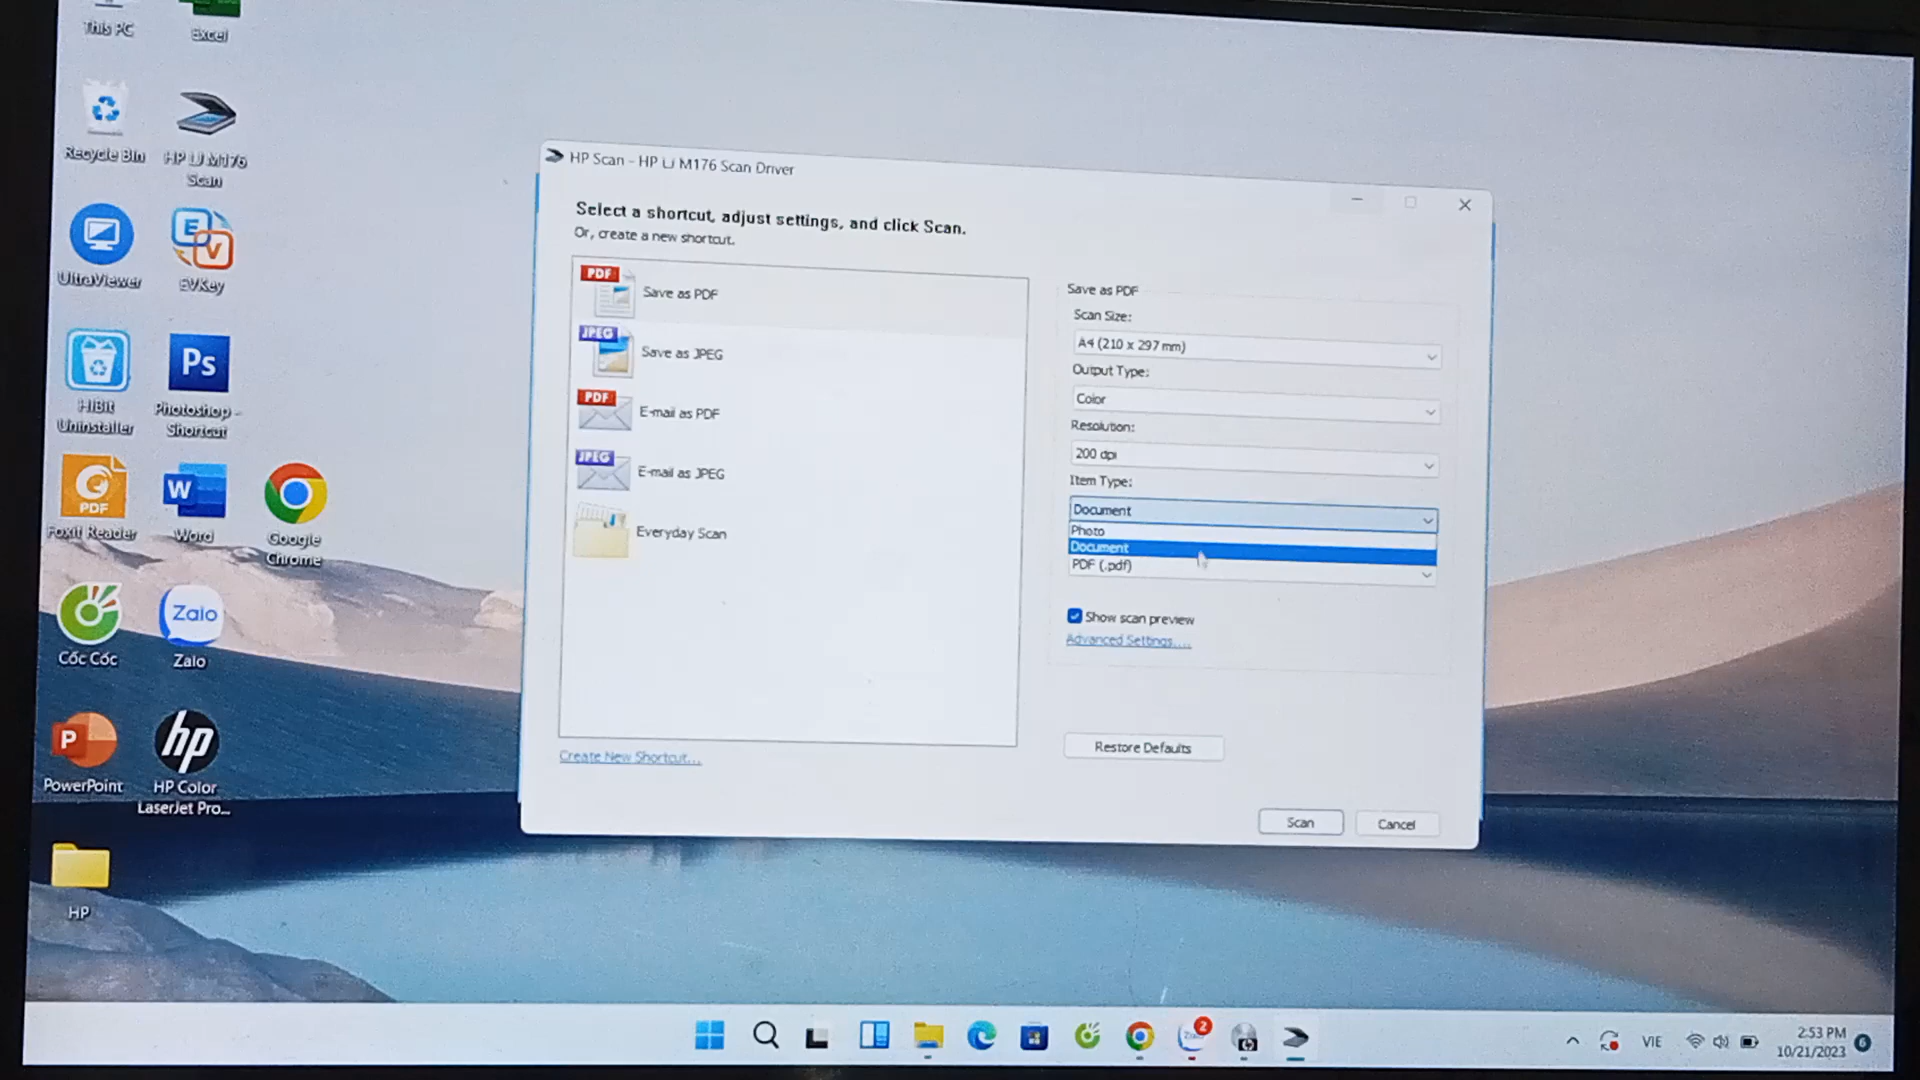 This PC
Excel
Recycle Bin
HP LJ M176
Scan
UltraViewer
E
V
EVKey
HiBit
Uninstaller
Ps
Photoshop -
Shortcut
PDF
Foxit Reader
W
Word
Google
Chrome
Cốc Cốc
Zalo
Zalo
P
PowerPoint
hp
HP Color
LaserJet Pro...
HP
HP Scan - HP LJ M176 Scan Driver
Select a shortcut, adjust settings, and click Scan.
Or, create a new shortcut.
PDF
Save as PDF
JPEG
Save as JPEG
PDF
E-mail as PDF
JPEG
E-mail as JPEG
Everyday Scan
Create New Shortcut...
Save as PDF
Scan Size:
A4 (210 x 297 mm)
Output Type:
Color
Resolution:
200 dpi
Item Type:
Document
Photo
Document
PDF (.pdf)
Show scan preview
Advanced Settings....
Restore Defaults
Scan
Cancel
Zalo
2
VIE
2:53 PM
10/21/2023
6